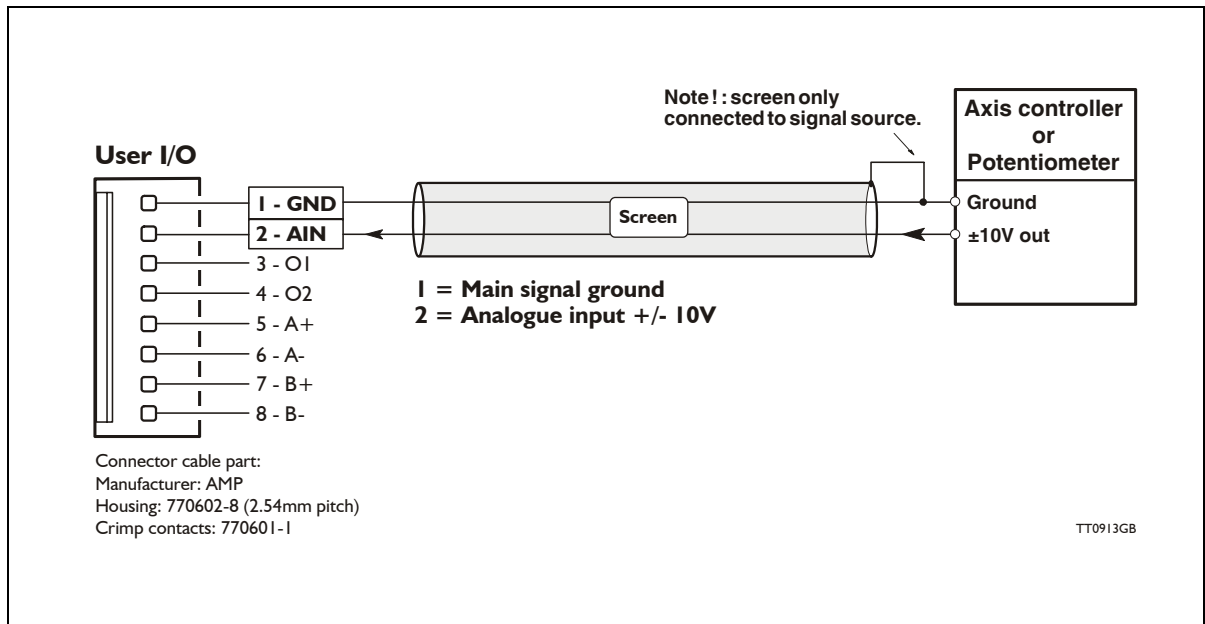 Note! : screen only
connected to signal source.
Axis controller
or
Potentiometer
User I/O
1 - GND
2 - AIN
3 - O1
4 - O2
5 - A+
6 - A-
7 - B+
8 - B-
Screen
Ground
±10V out
1 = Main signal ground
2 = Analogue input +/- 10V
Connector cable part:
Manufacturer: AMP
Housing: 770602-8 (2.54mm pitch)
Crimp contacts: 770601-1
TT0913GB